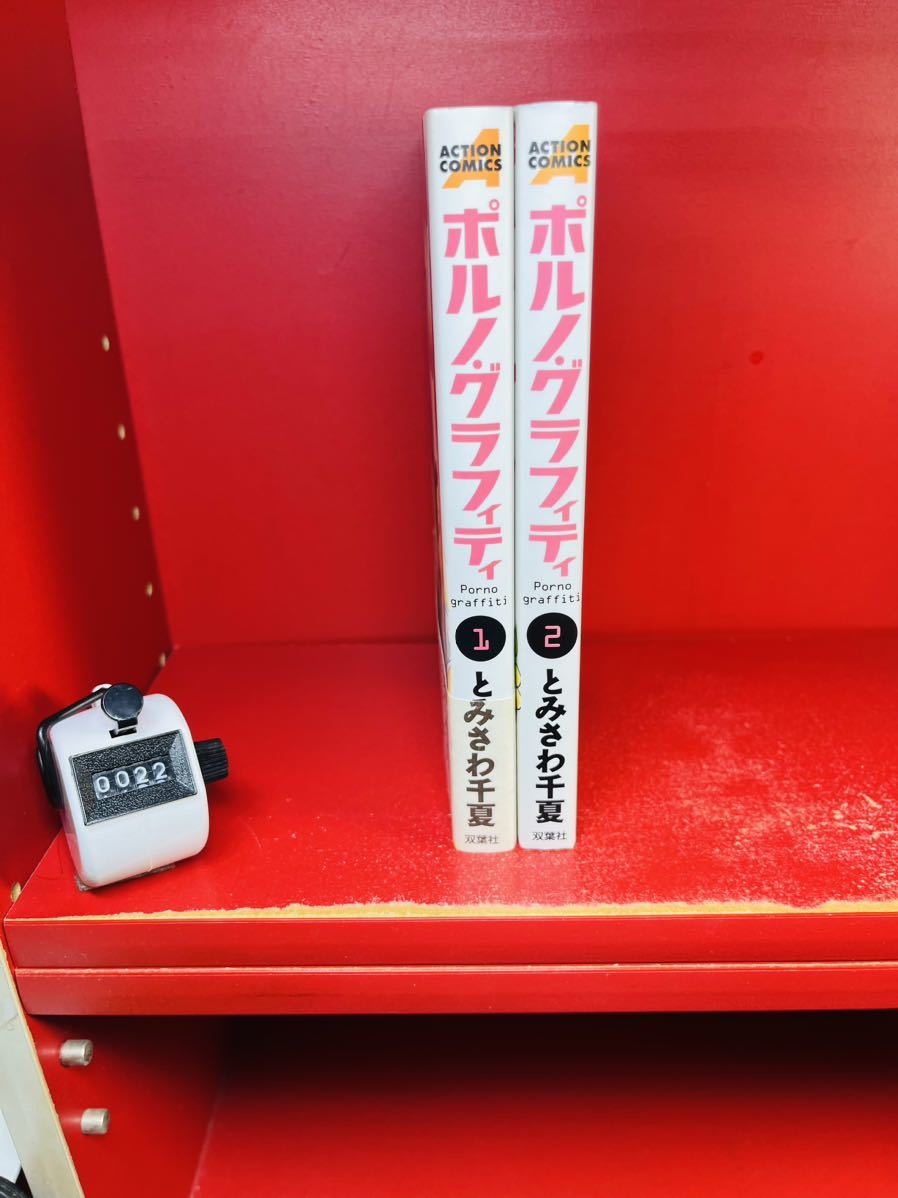 ACTION
COMICS
ポルノ・グラフィティ
Porno
graffiti
1
とみさわ千夏
双葉社
ACTION
COMICS
ポルノ・グラフィティ
Porno
graffiti
2
とみさわ千夏
双葉社
0022